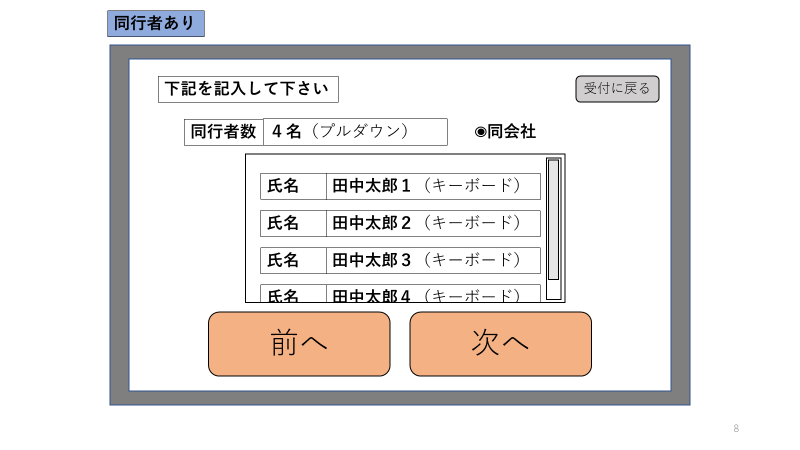 同行者あり
下記を記入して下さい
受付に戻る
同行者数 4名（プルダウン） ◉同会社
氏名 田中太郎1（キーボード）
氏名 田中太郎2（キーボード）
氏名 田中太郎3（キーボード）
氏名 田中太郎4（キーボード）
前へ 次へ
8